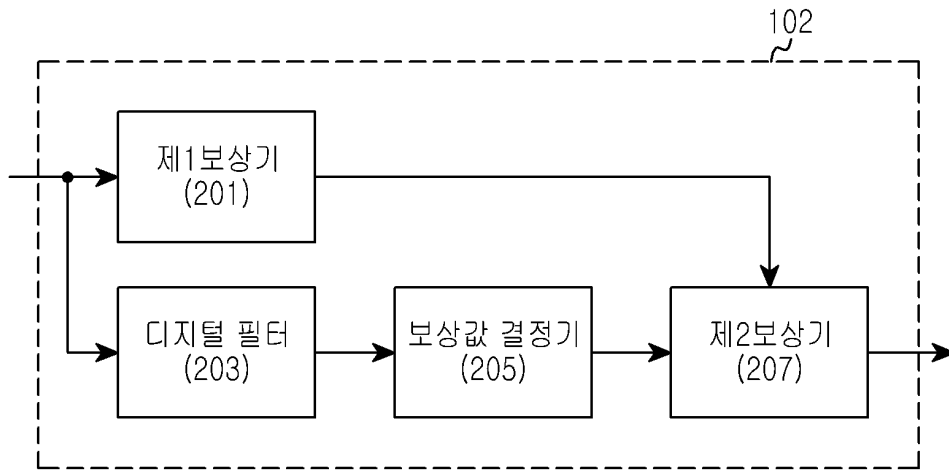 102
제1보상기
(201)
디지털 필터
(203)
보상값 결정기
(205)
제2보상기
(207)